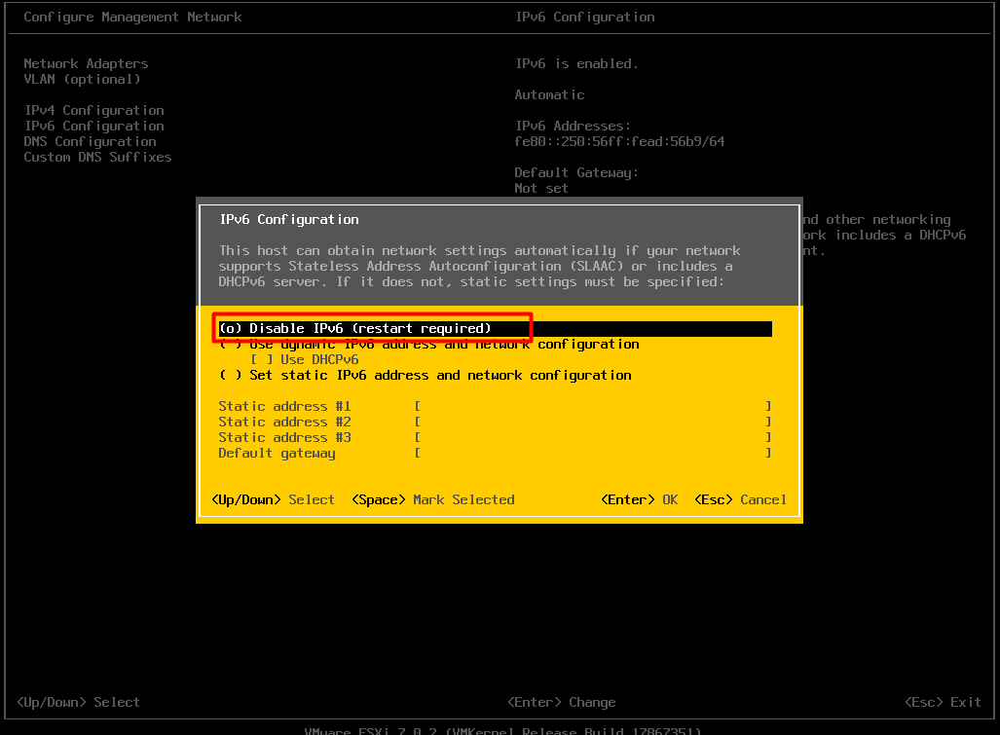 Configure Management Network
IPv6 Configuration
Network Adapters
VLAN (optional)
IPv4 Configuration
IPv6 Configuration
DNS Configuration
Custom DNS Suffixes
IPv6 is enabled.
Automatic
IPv6 Addresses:
fe80::250:56ff:fead:56b9/64
Default Gateway:
Not set
nd other networking
ork includes a DHCPv6
nt.
IPv6 Configuration
This host can obtain network settings automatically if your network
supports Stateless Address Autoconfiguration (SLAAC) or includes a
DHCPv6 server. If it does not, static settings must be specified:
(o) Disable IPv6 (restart required)
( ) Use dynamic IPv6 address and network configuration
[ ] Use DHCPv6
( ) Set static IPv6 address and network configuration
Static address #1 [ ]
Static address #2 [ ]
Static address #3 [ ]
Default gateway [ ]
<Up/Down> Select <Space> Mark Selected <Enter> OK <Esc> Cancel
<Up/Down> Select <Enter> Change <Esc> Exit
VMware ESXi 7.0.2 (VMKernel Release Build 17867351)